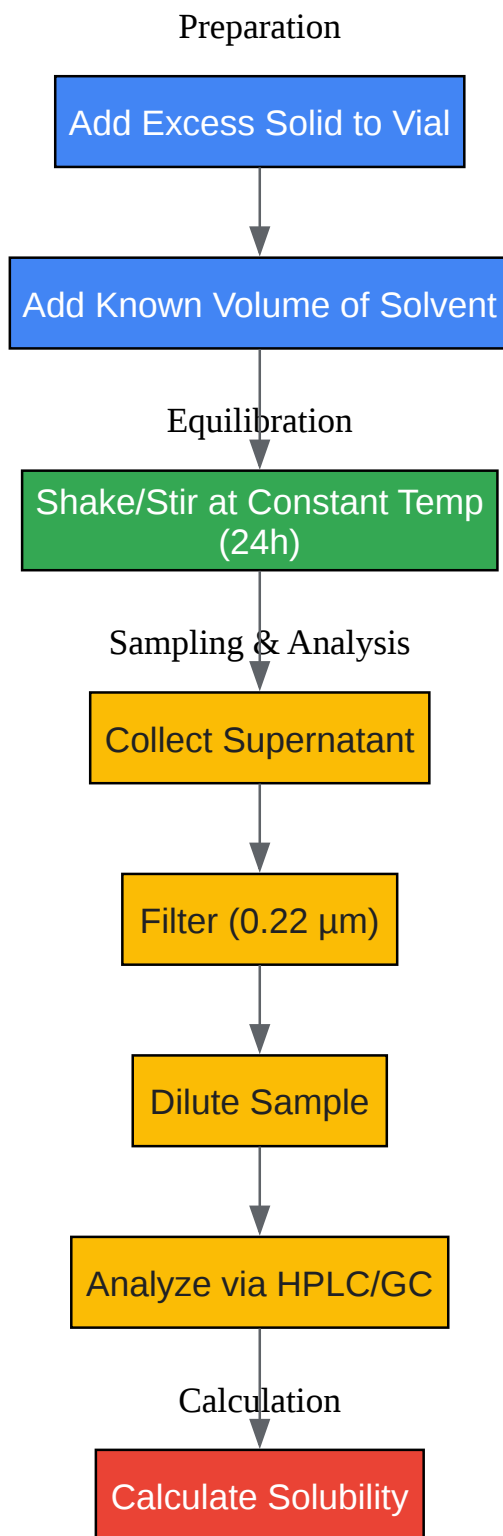 Preparation
Add Excess Solid to Vial
Add Known Volume of Solvent
Equilibration
Shake/Stir at Constant Temp
(24h)
Sampling & Analysis
Collect Supernatant
Filter (0.22 µm)
Dilute Sample
Analyze via HPLC/GC
Calculation
Calculate Solubility